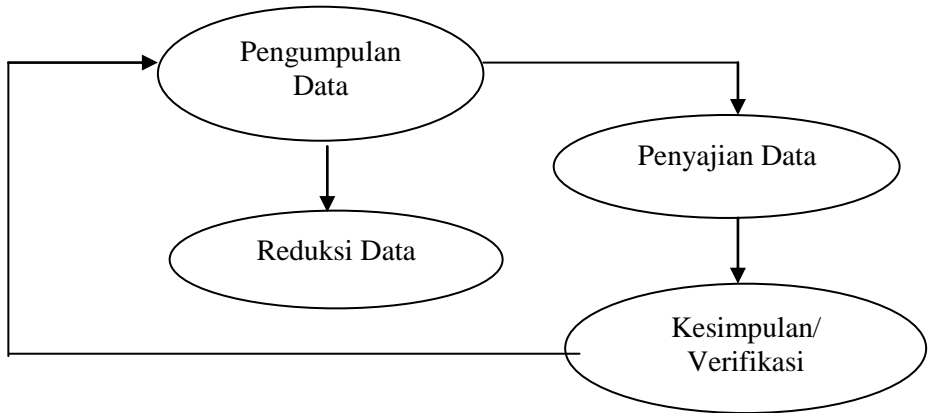 Pengumpulan
Data
Penyajian Data
Reduksi Data
Kesimpulan/
Verifikasi